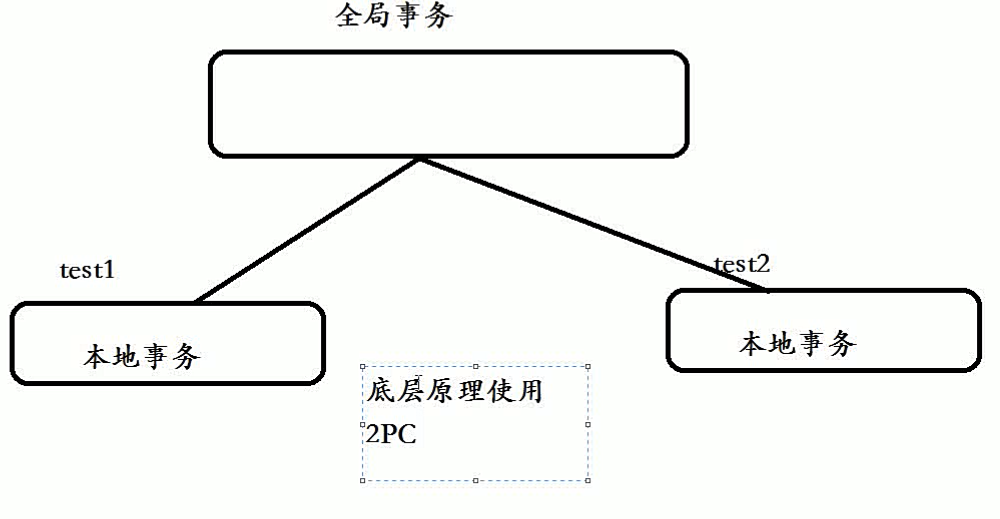 全局事务
test1
test2
本地事务
本地事务
底层原理使用
2PC